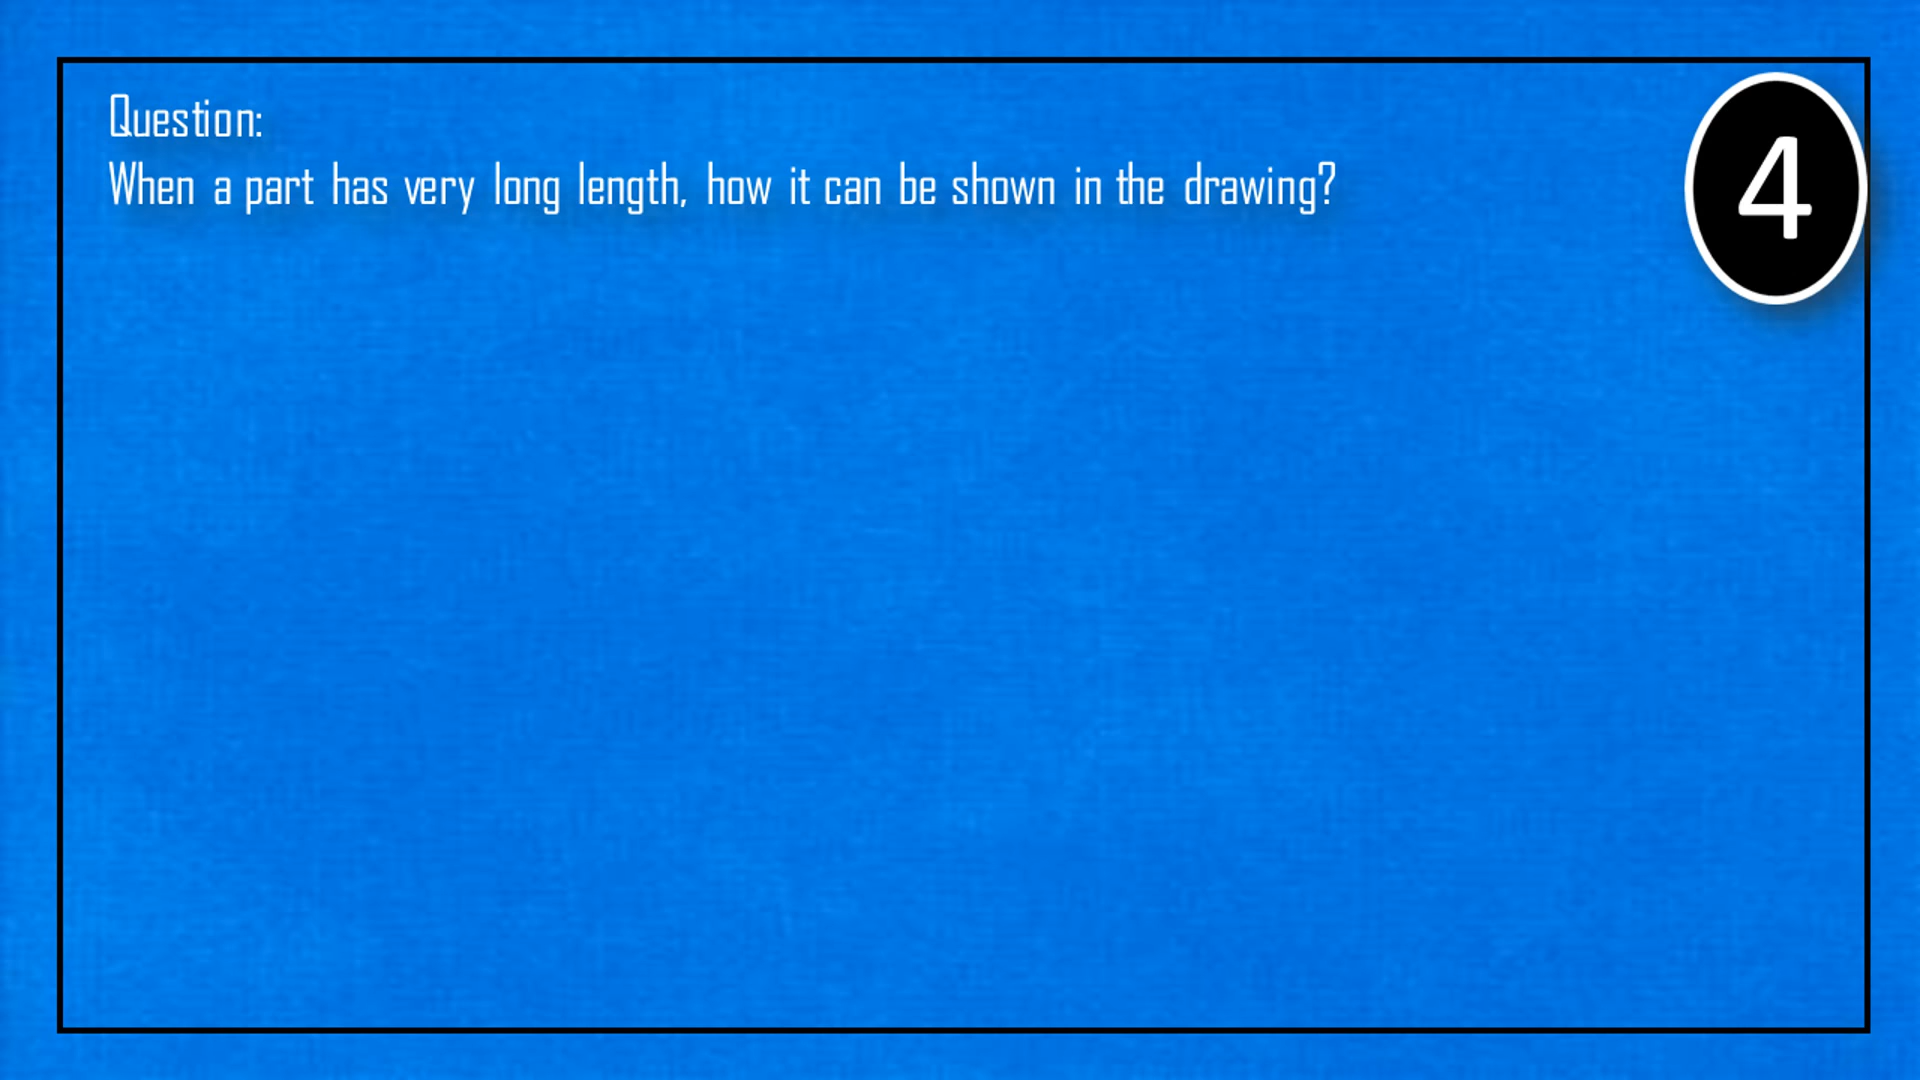 Question:
When a part has very long length, how it can be shown in the drawing?
4